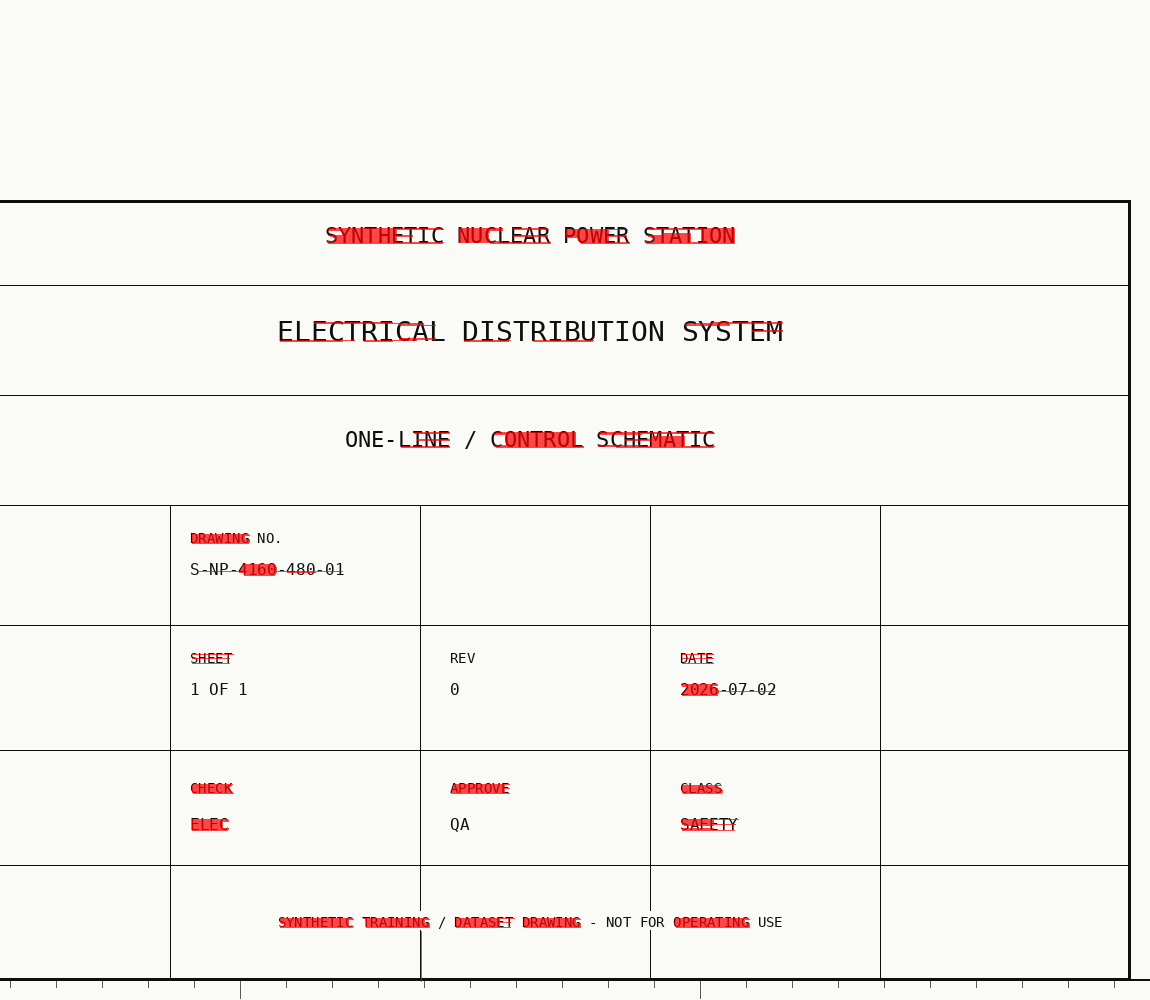 SYNTHETIC NUCLEAR POWER STATION
ELECTRICAL DISTRIBUTION SYSTEM
ONE-LINE / CONTROL SCHEMATIC
DRAWING NO.
S-NP-4160-480-01
SHEET REV DATE
1 OF 1 0 2026-07-02
CHECK APPROVE CLASS
ELEC QA SAFETY
SYNTHETIC TRAINING / DATASET DRAWING - NOT FOR OPERATING USE